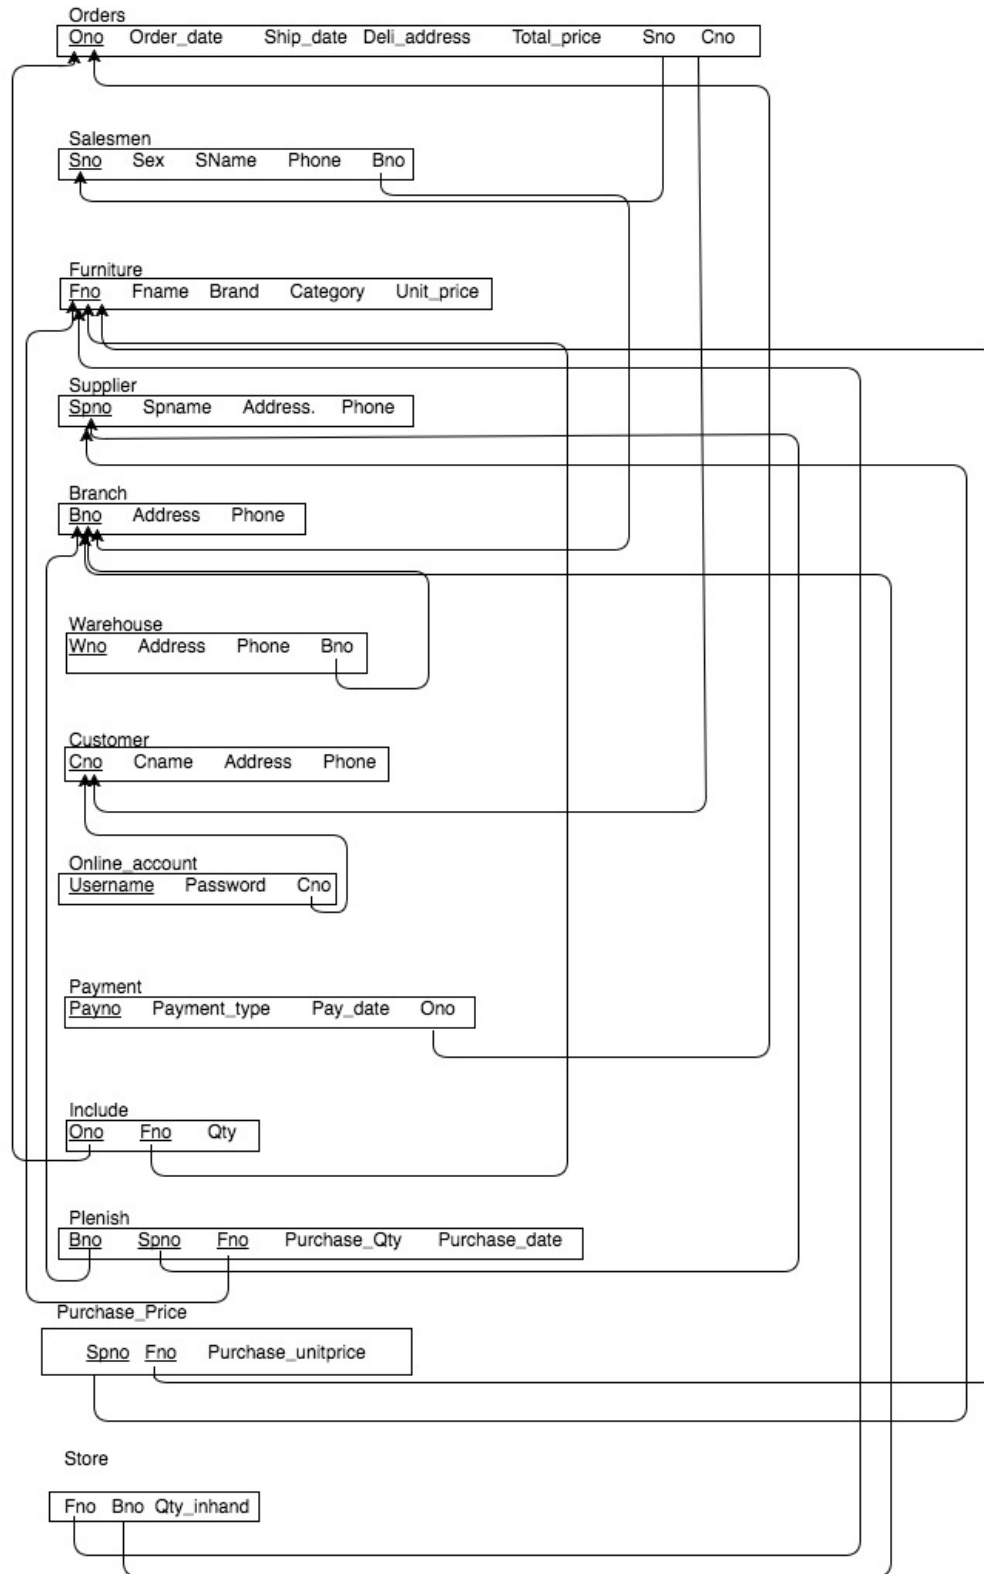 Orders
Ono Order_date Ship_date Deli_address Total_price Sno Cno
Salesmen
Sno Sex SName Phone Bno
Furniture
Fno Fname Brand Category Unit_price
Supplier
Spno Spname Address. Phone
Branch
Bno Address Phone
Warehouse
Wno Address Phone Bno
Customer
Cno Cname Address Phone
Online_account
Username Password Cno
Payment
Payno Payment_type Pay_date Ono
Include
Ono Fno Qty
Plenish
Bno Spno Fno Purchase_Qty Purchase_date
Purchase_Price
Spno Fno Purchase_unitprice
Store
Fno Bno Qty_inhand